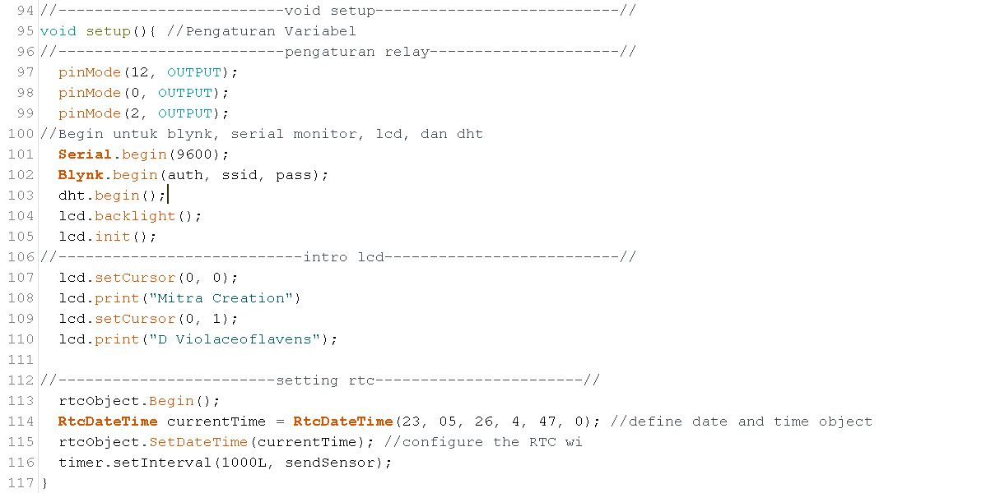 94 //-------------------------void setup---------------------------//
95 void setup(){ //Pengaturan Variabel
96 //-------------------------pengaturan relay---------------------//
97 pinMode(12, OUTPUT);
98 pinMode(0, OUTPUT);
99 pinMode(2, OUTPUT);
100 //Begin untuk blynk, serial monitor, lcd, dan dht
101 Serial.begin(9600);
102 Blynk.begin(auth, ssid, pass);
103 dht.begin();
104 lcd.backlight();
105 lcd.init();
106 //---------------------------intro lcd--------------------------//
107 lcd.setCursor(0, 0);
108 lcd.print("Mitra Creation")
109 lcd.setCursor(0, 1);
110 lcd.print("D Violaceoflavens");
111
112 //------------------------setting rtc-----------------------//
113 rtcObject.Begin();
114 RtcDateTime currentTime = RtcDateTime(23, 05, 26, 4, 47, 0); //define date and time object
115 rtcObject.SetDateTime(currentTime); //configure the RTC wi
116 timer.setInterval(1000L, sendSensor);
117 }